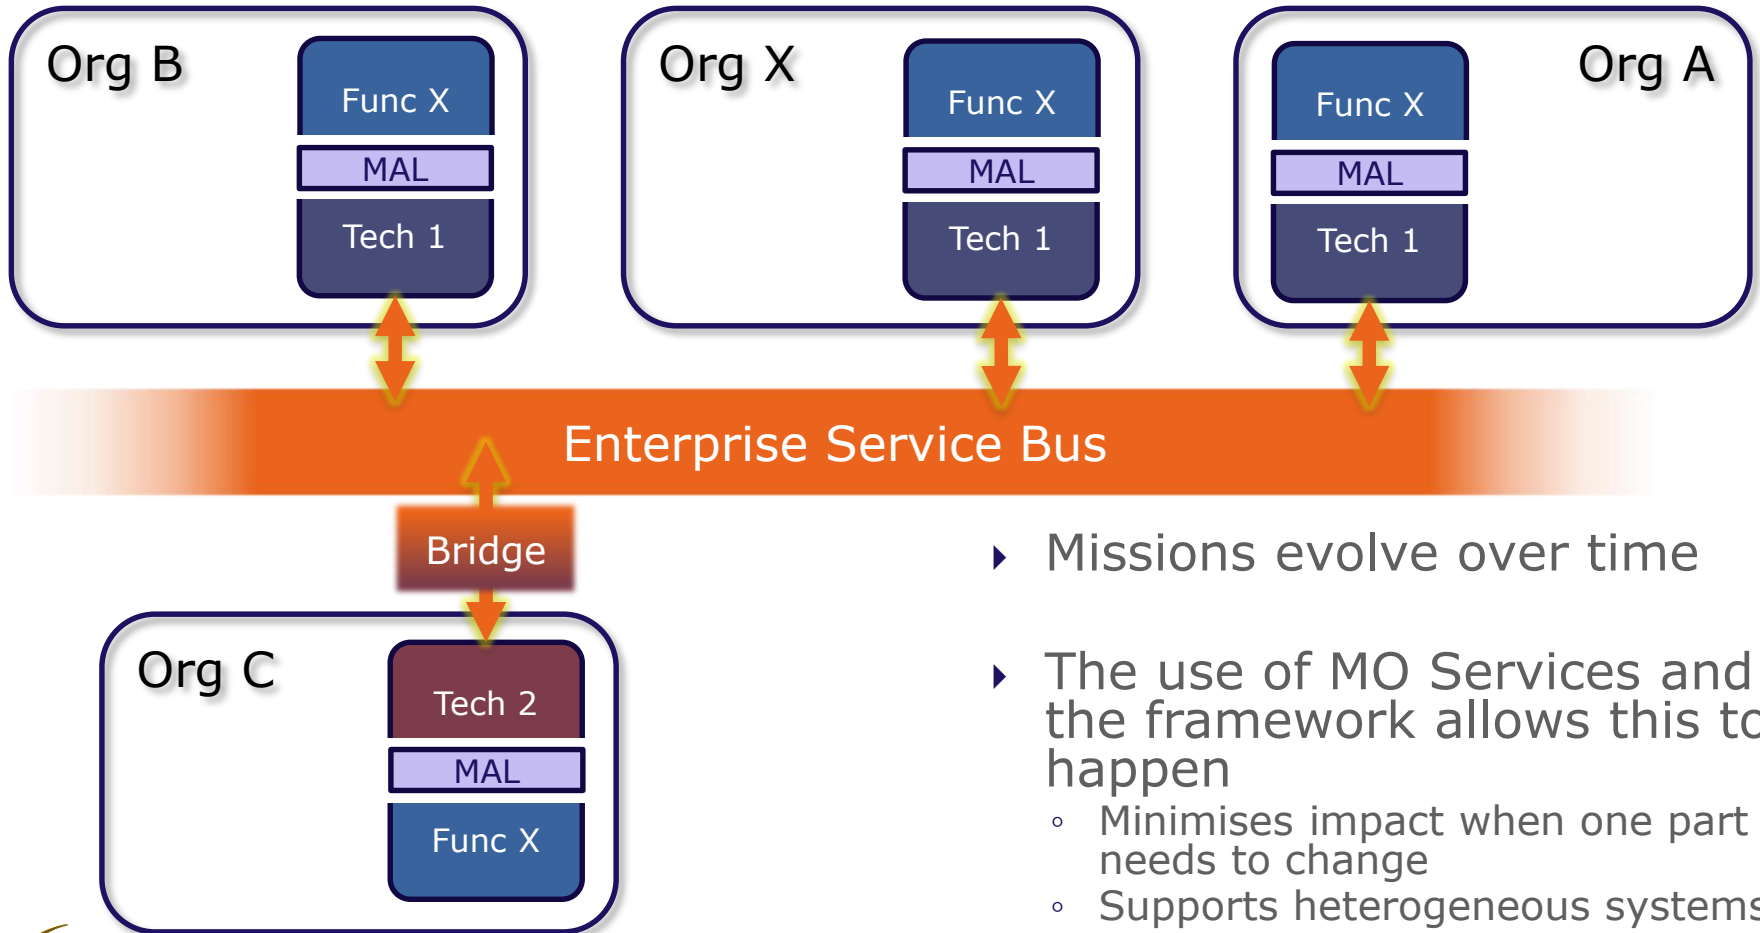 Org B
Func X
MAL
Tech 1
Org X
Func X
MAL
Tech 1
Org A
Func X
MAL
Tech 1
Enterprise Service Bus
Bridge
Org C
Tech 2
MAL
Func X
Missions evolve over time
The use of MO Services and
the framework allows this to
happen
Minimises impact when one part
needs to change
Supports heterogeneous systems